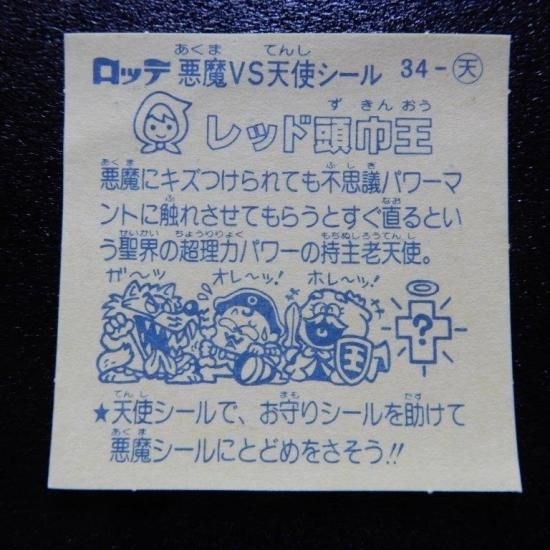 ロッテ 悪魔VS天使シール 34-天
レッド頭巾王
悪魔にキズつけられても不思議パワーマ
ントに触れさせてもらうとすぐ直るとい
う聖界の超理力パワーの持主老天使。
ガ〜ッ オレ〜ッ! ホレ〜ッ!
? 王
★天使シールで、お守りシールを助けて
悪魔シールにとどめをさそう!!